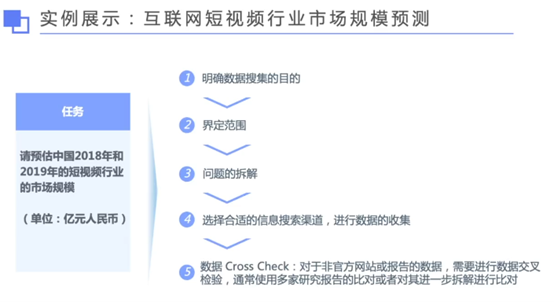 实例展示：互联网短视频行业市场规模预测
任务
请预估中国2018年和
2019年的短视频行业
的市场规模
（单位：亿元人民币）
1 明确数据搜集的目的
2 界定范围
3 问题的拆解
4 选择合适的信息搜索渠道，进行数据的收集
5 数据 Cross Check：对于非官方网站或报告的数据，需要进行数据交叉
检验，通常使用多家研究报告的比对或者对其进一步拆解进行比对